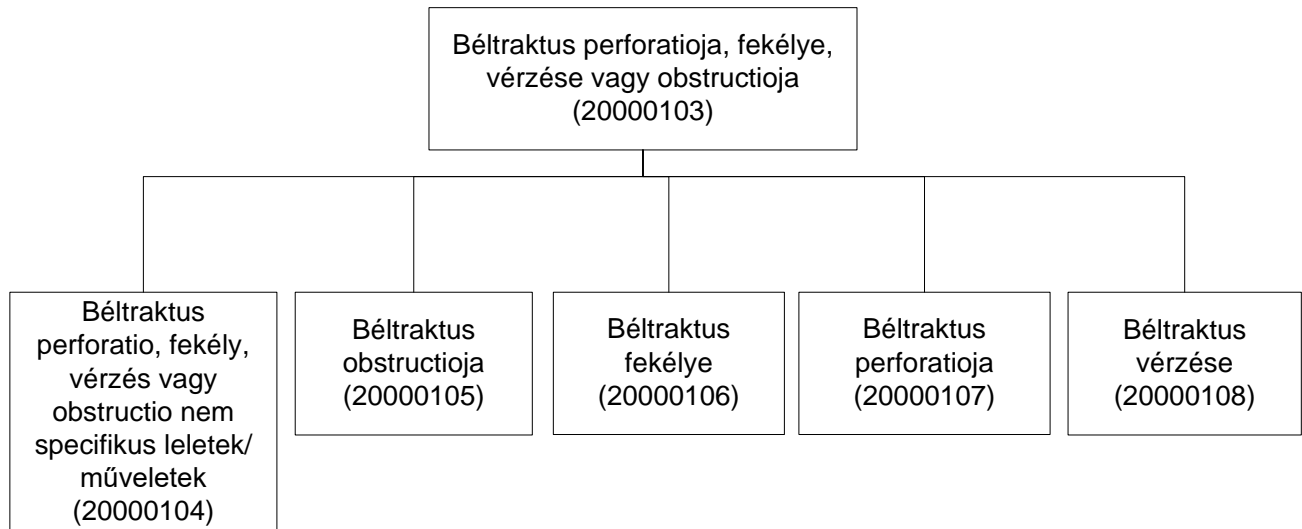 Béltraktus perforatioja, fekélye,
vérzése vagy obstructioja
(20000103)
Béltraktus
perforatio, fekély,
vérzés vagy
obstructio nem
specifikus leletek/
műveletek
(20000104)
Béltraktus
obstructioja
(20000105)
Béltraktus
fekélye
(20000106)
Béltraktus
perforatioja
(20000107)
Béltraktus
vérzése
(20000108)